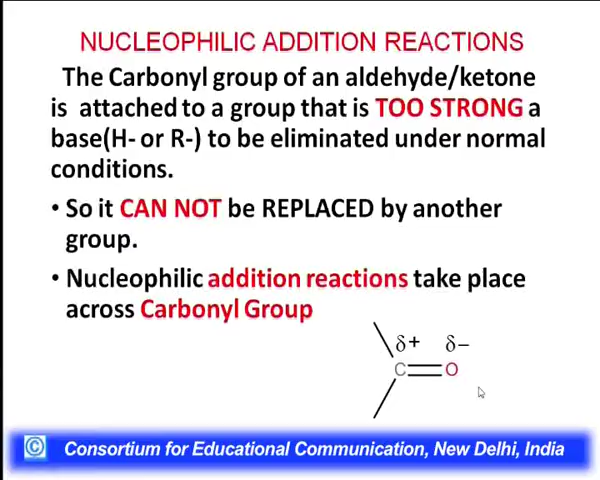 NUCLEOPHILIC ADDITION REACTIONS
The Carbonyl group of an aldehyde/ketone
is attached to a group that is TOO STRONG a
base(H- or R-) to be eliminated under normal
conditions.
• So it CAN NOT be REPLACED by another
group.
• Nucleophilic addition reactions take place
across Carbonyl Group
δ+ δ−
C O
© Consortium for Educational Communication, New Delhi, India